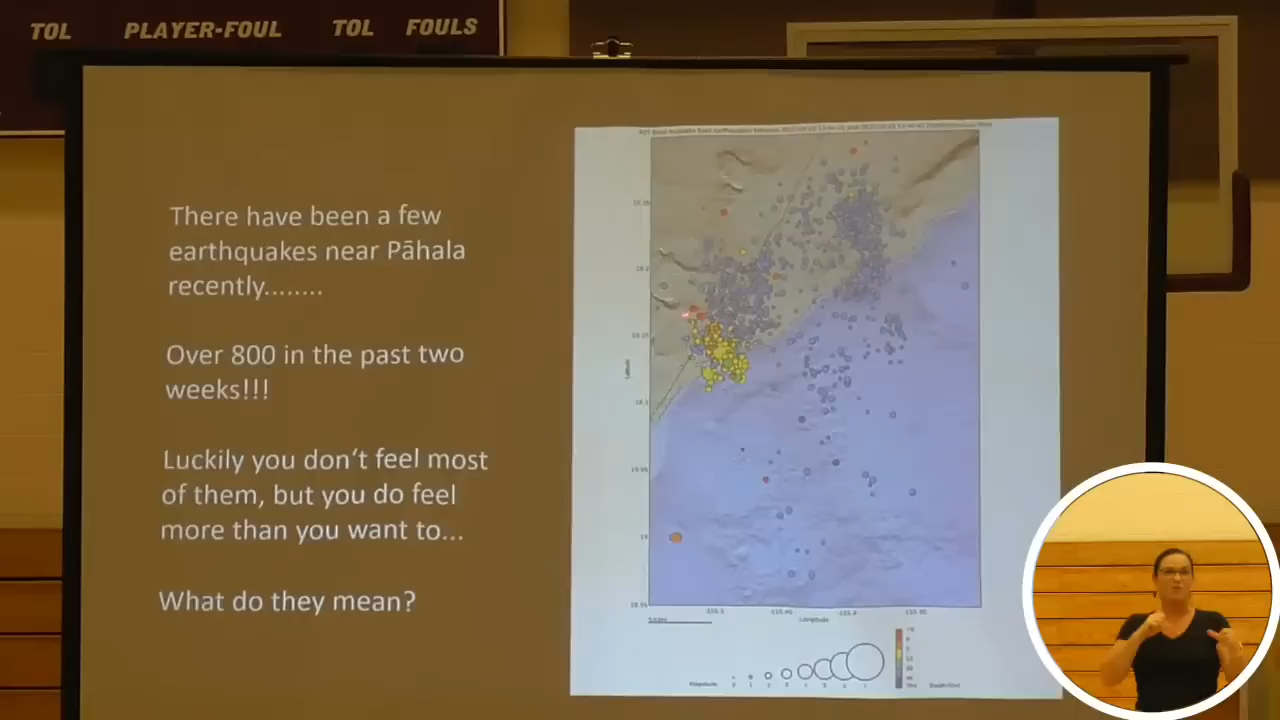 TOL PLAYER-FOUL TOL FOULS
There have been a few
earthquakes near Pāhala
recently........
Over 800 in the past two
weeks!!!
Luckily you don't feel most
of them, but you do feel
more than you want to...
What do they mean?
Longitude
Magnitude